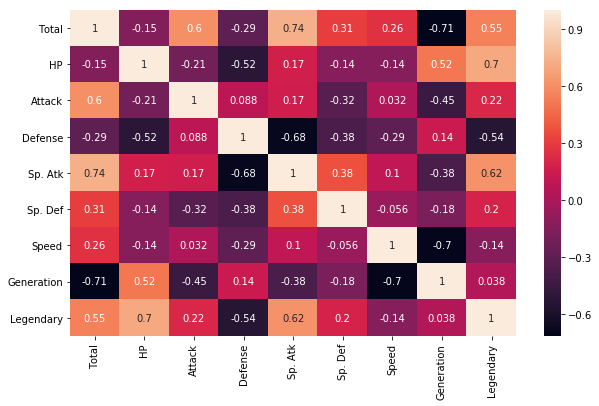 Total 1 -0.15 0.6 -0.29 0.74 0.31 0.26 -0.71 0.55
HP -0.15 1 -0.21 -0.52 0.17 -0.14 -0.14 0.52 0.7
Attack 0.6 -0.21 1 0.088 0.17 -0.32 0.032 -0.45 0.22
Defense -0.29 -0.52 0.088 1 -0.68 -0.38 -0.29 0.14 -0.54
Sp. Atk 0.74 0.17 0.17 -0.68 1 0.38 0.1 -0.38 0.62
Sp. Def 0.31 -0.14 -0.32 -0.38 0.38 1 -0.056 -0.18 0.2
Speed 0.26 -0.14 0.032 -0.29 0.1 -0.056 1 -0.7 -0.14
Generation -0.71 0.52 -0.45 0.14 -0.38 -0.18 -0.7 1 0.038
Legendary 0.55 0.7 0.22 -0.54 0.62 0.2 -0.14 0.038 1
Total HP Attack Defense Sp. Atk Sp. Def Speed Generation Legendary
0.9
0.6
0.3
0.0
-0.3
-0.6